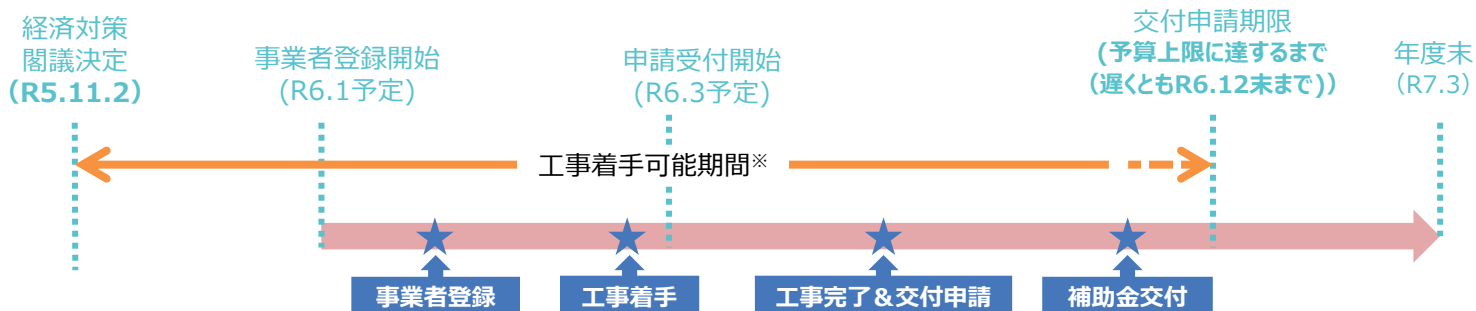 経済対策
閣議決定
（R5.11.2）
事業者登録開始
（R6.1予定）
申請受付開始
（R6.3予定）
交付申請期限
（予算上限に達するまで
（遅くともR6.12末まで））
年度末
（R7.3）
工事着手可能期間※
事業者登録
工事着手
工事完了＆交付申請
補助金交付